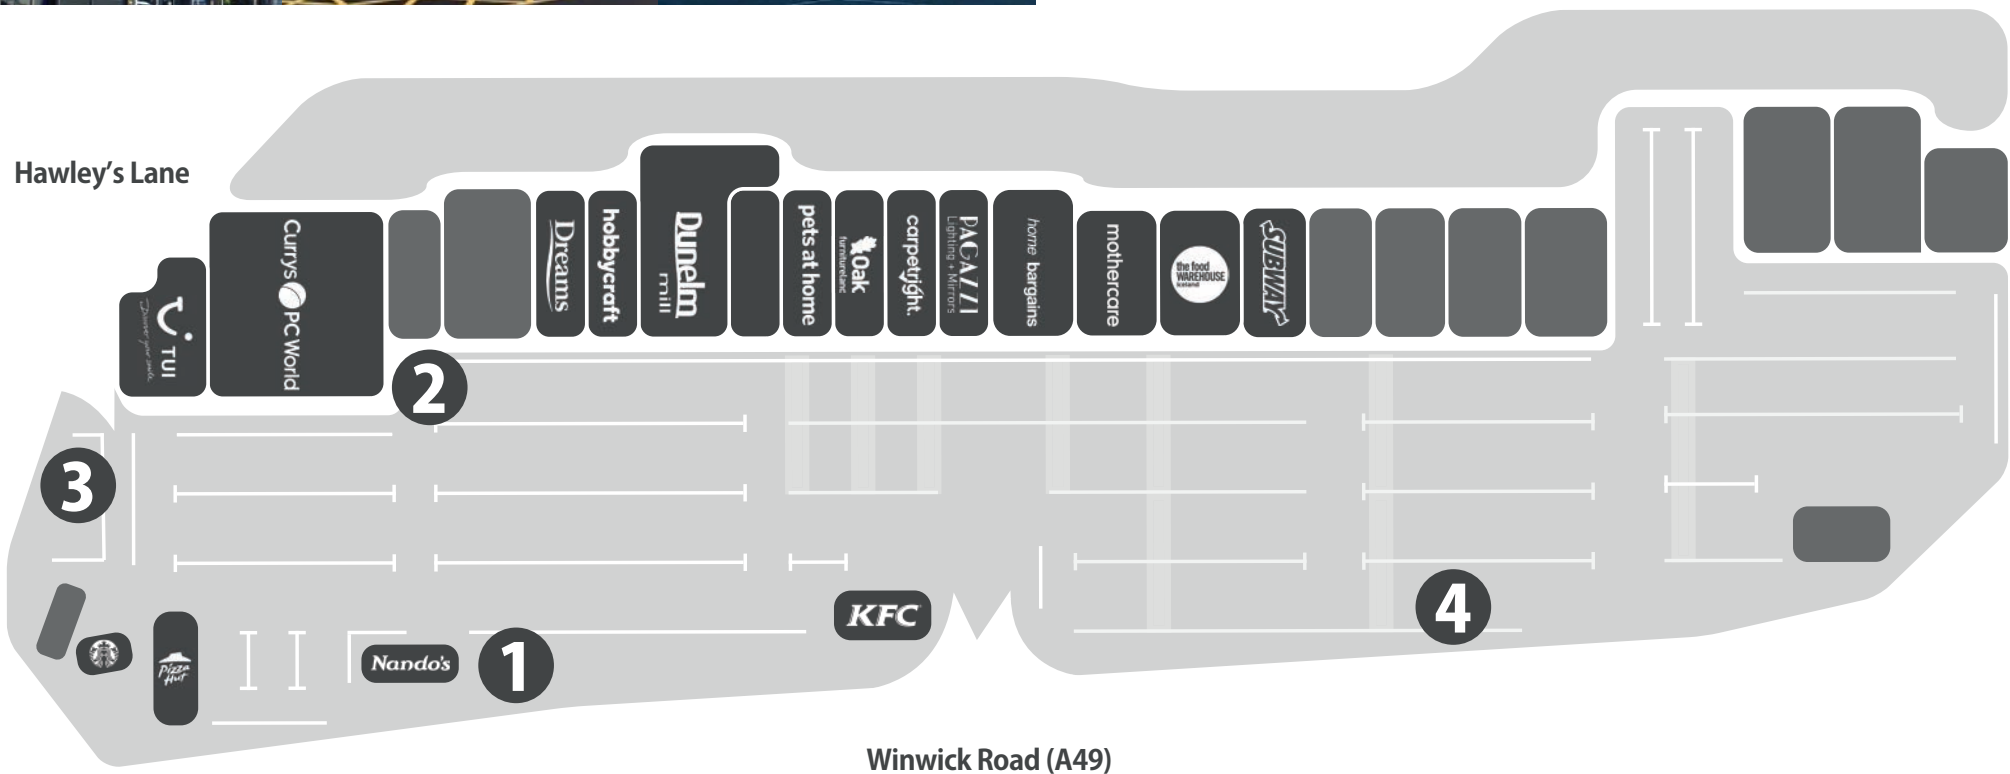 Hawley's Lane
TUI
Discover your smile
Currys PC World
Dreams
hobbycraft
Dunelm
mill
pets at home
Oak
furnitureland
carpetright.
PAGAZZI
Lighting + Mirrors
home bargains
mothercare
the food
WAREHOUSE
Iceland
SUBWAY
2
3
Pizza
Hut
Nando's
1
KFC
4
Winwick Road (A49)